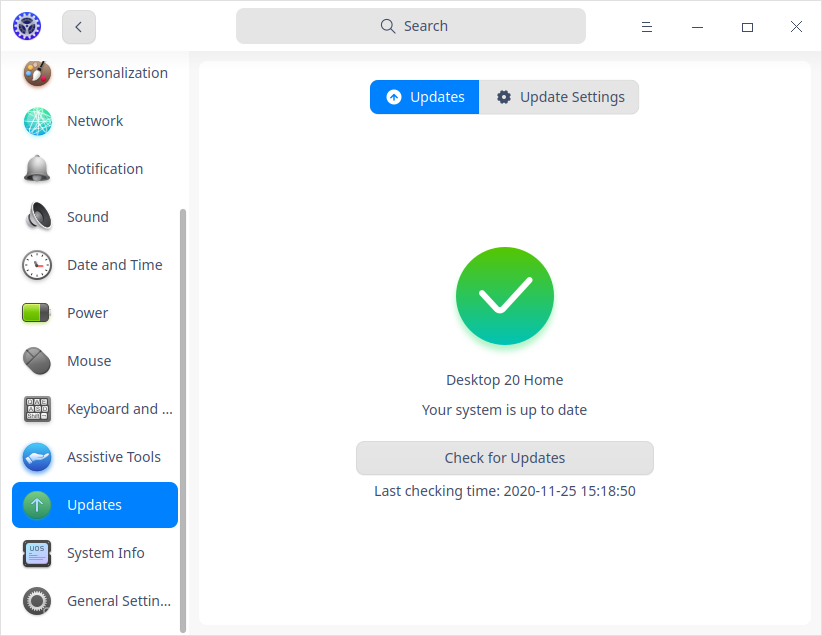 Search
Personalization
Network
Notification
Sound
Date and Time
Power
Mouse
Keyboard and ...
Assistive Tools
Updates
UOS
System Info
General Settin...
Updates
Update Settings
Desktop 20 Home
Your system is up to date
Check for Updates
Last checking time: 2020-11-25 15:18:50